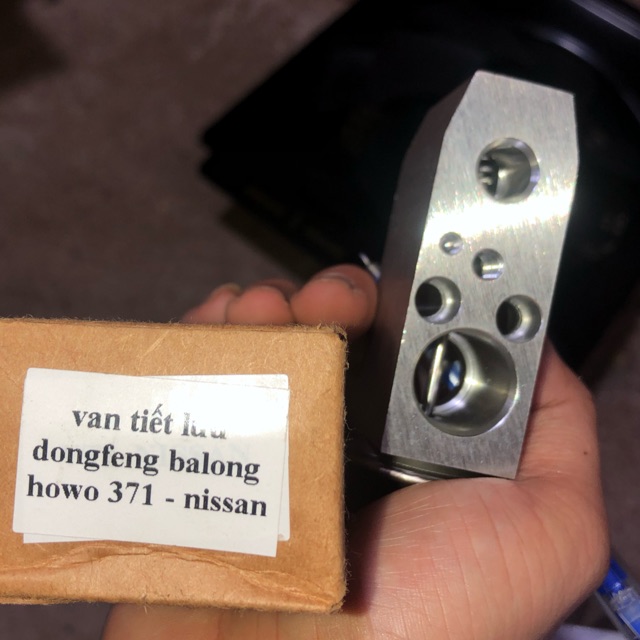 van tiết lưu
dongfeng balong
howo 371 - nissan